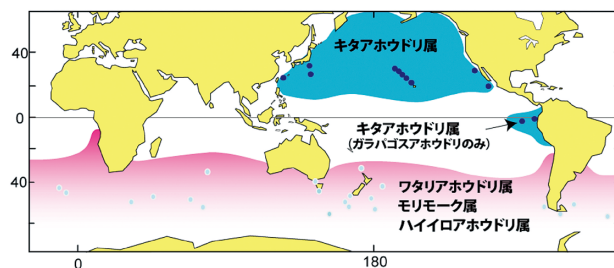 60
キタアホウドリ属
0
キタアホウドリ属
(ガラパゴスアホウドリのみ)
40
ワタリアホウドリ属
モリモーク属
ハイイロアホウドリ属
0
180